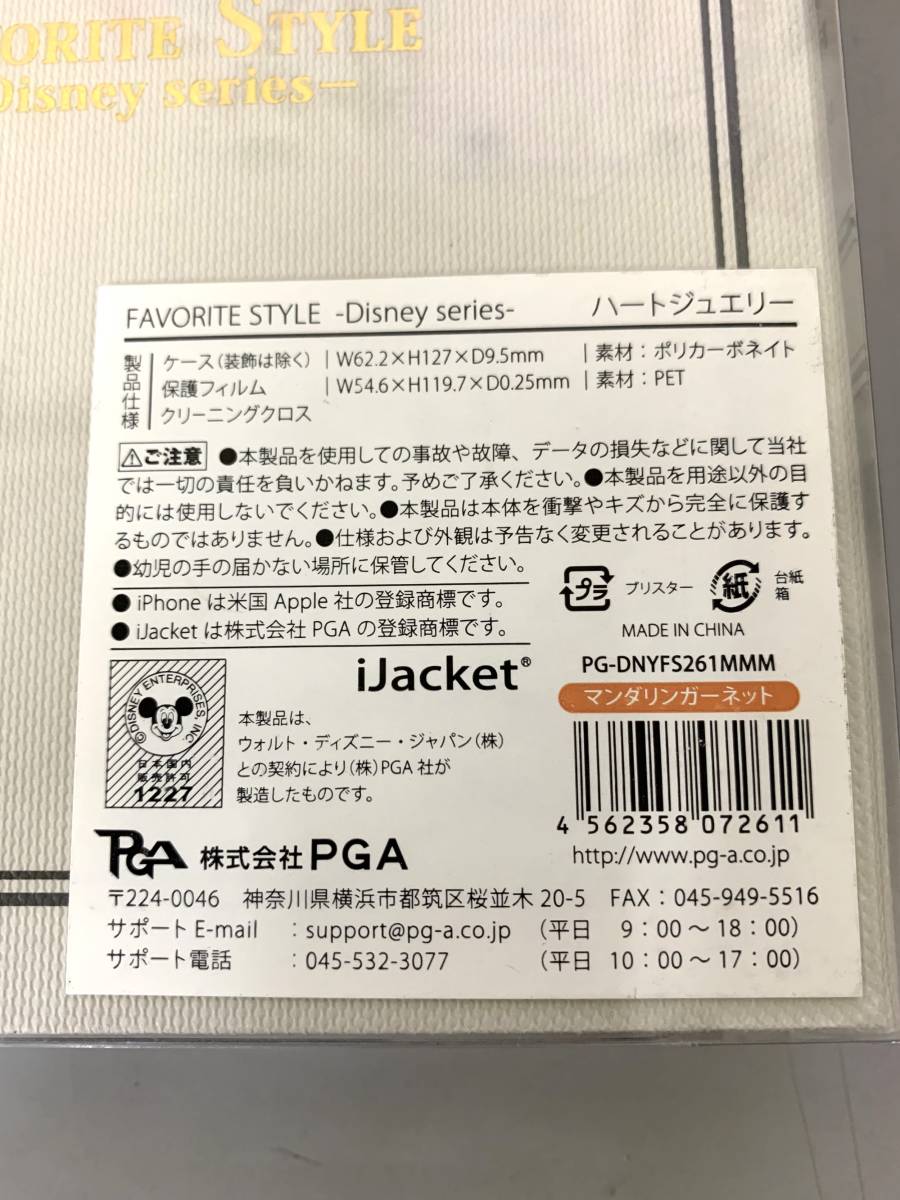 ORITE STYLE
Disney series—
FAVORITE STYLE -Disney series- ハートジュエリー
製品仕様
ケース(装飾は除く) | W62.2×H127×D9.5mm | 素材：ポリカーボネイト
保護フィルム | W54.6×H119.7×D0.25mm | 素材：PET
クリーニングクロス
⚠ご注意 ●本製品を使用しての事故や故障、データの損失などに関して当社
では一切の責任を負いかねます。予めご了承ください。●本製品を用途以外の目
的には使用しないでください。●本製品は本体を衝撃やキズから完全に保護す
るものではありません。●仕様および外観は予告なく変更されることがあります。
●幼児の手の届かない場所に保管してください。
● iPhone は米国 Apple 社の登録商標です。
● iJacket は株式会社 PGA の登録商標です。
プラ ブリスター 紙 台紙
箱
MADE IN CHINA
iJacket®
PG-DNYFS261MMM
マンダリンガーネット
©DISNEY ENTERPRISES, INC.
日本国内
販売許可
1227
本製品は、
ウォルト・ディズニー・ジャパン(株)
との契約により(株)PGA 社が
製造したものです。
4 562358 072611
PGA 株式会社 PGA
http://www.pg-a.co.jp
〒224-0046 神奈川県横浜市都筑区桜並木 20-5 FAX：045-949-5516
サポート E-mail ：support@pg-a.co.jp (平日 9：00 〜 18：00)
サポート電話 ：045-532-3077 (平日 10：00 〜 17：00)